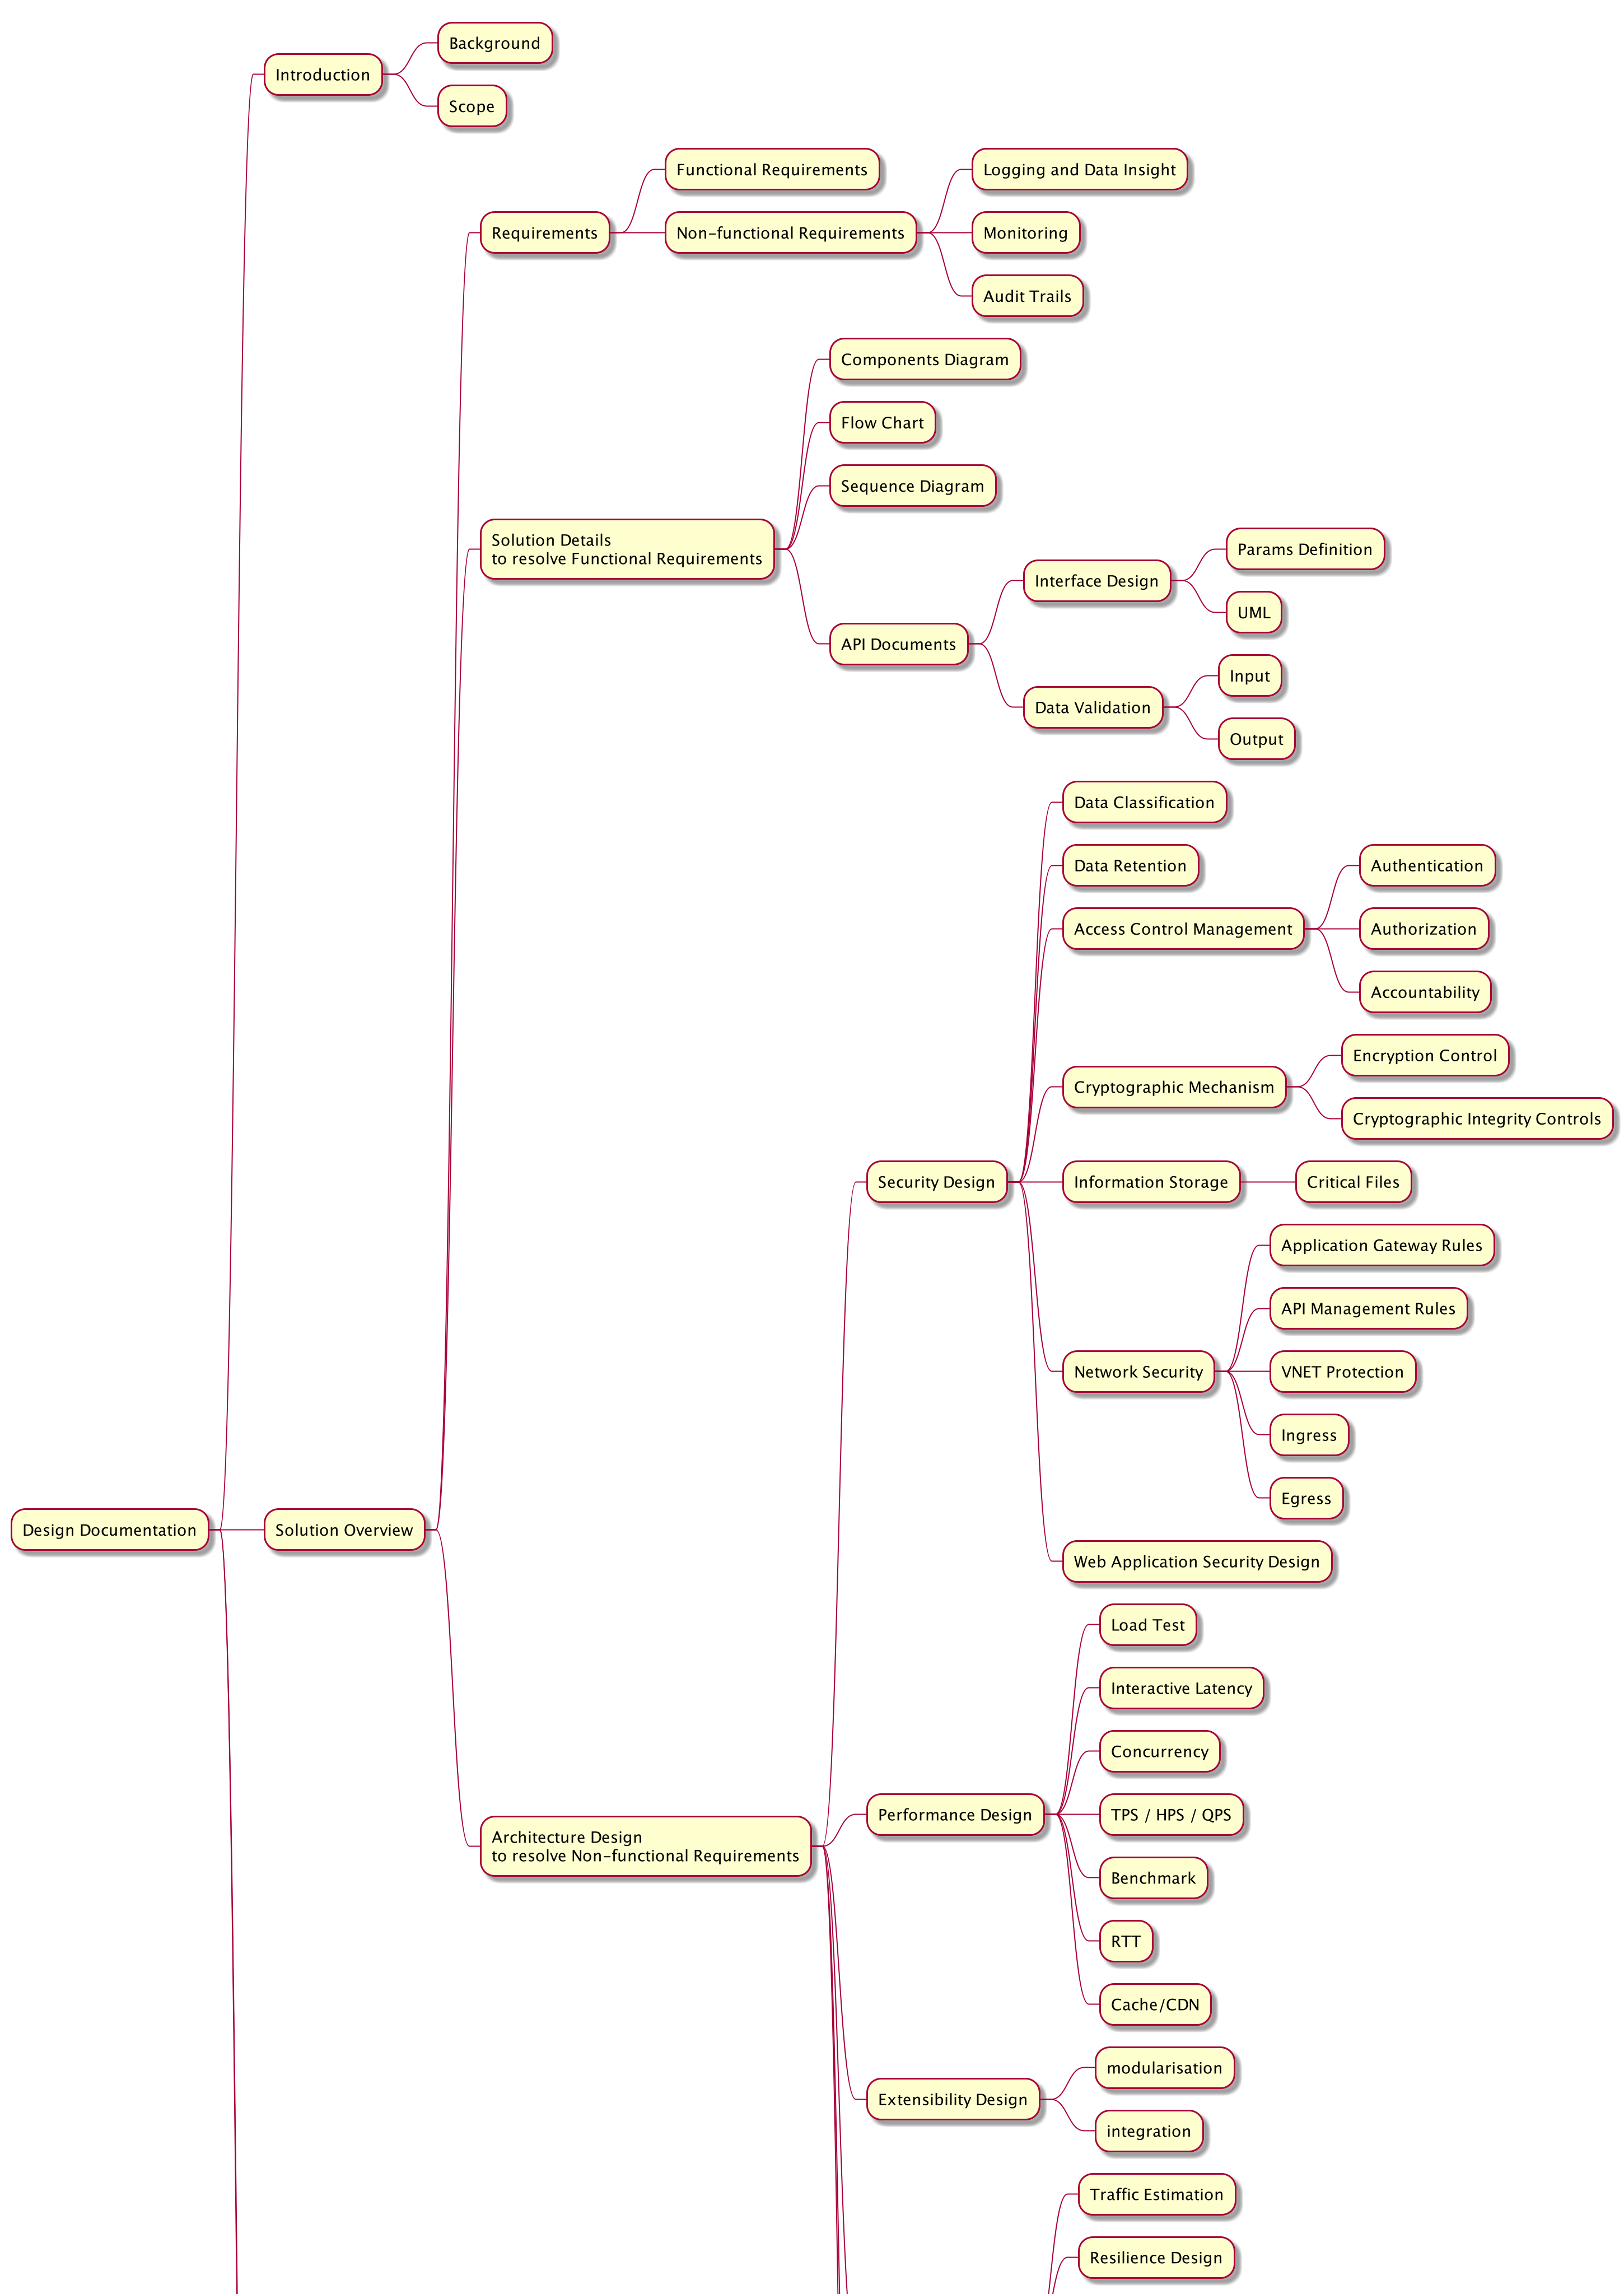 Background
Introduction
Scope
Functional Requirements
Logging and Data Insight
Requirements
Non-functional Requirements
Monitoring
Audit Trails
Components Diagram
Flow Chart
Sequence Diagram
Solution Details
to resolve Functional Requirements
Params Definition
Interface Design
UML
API Documents
Input
Data Validation
Output
Data Classification
Data Retention
Authentication
Access Control Management
Authorization
Accountability
Encryption Control
Cryptographic Mechanism
Cryptographic Integrity Controls
Security Design
Information Storage
Critical Files
Application Gateway Rules
API Management Rules
Network Security
VNET Protection
Ingress
Egress
Design Documentation
Solution Overview
Web Application Security Design
Load Test
Interactive Latency
Concurrency
Performance Design
TPS / HPS / QPS
Architecture Design
to resolve Non-functional Requirements
Benchmark
RTT
Cache/CDN
modularisation
Extensibility Design
integration
Traffic Estimation
Resilience Design